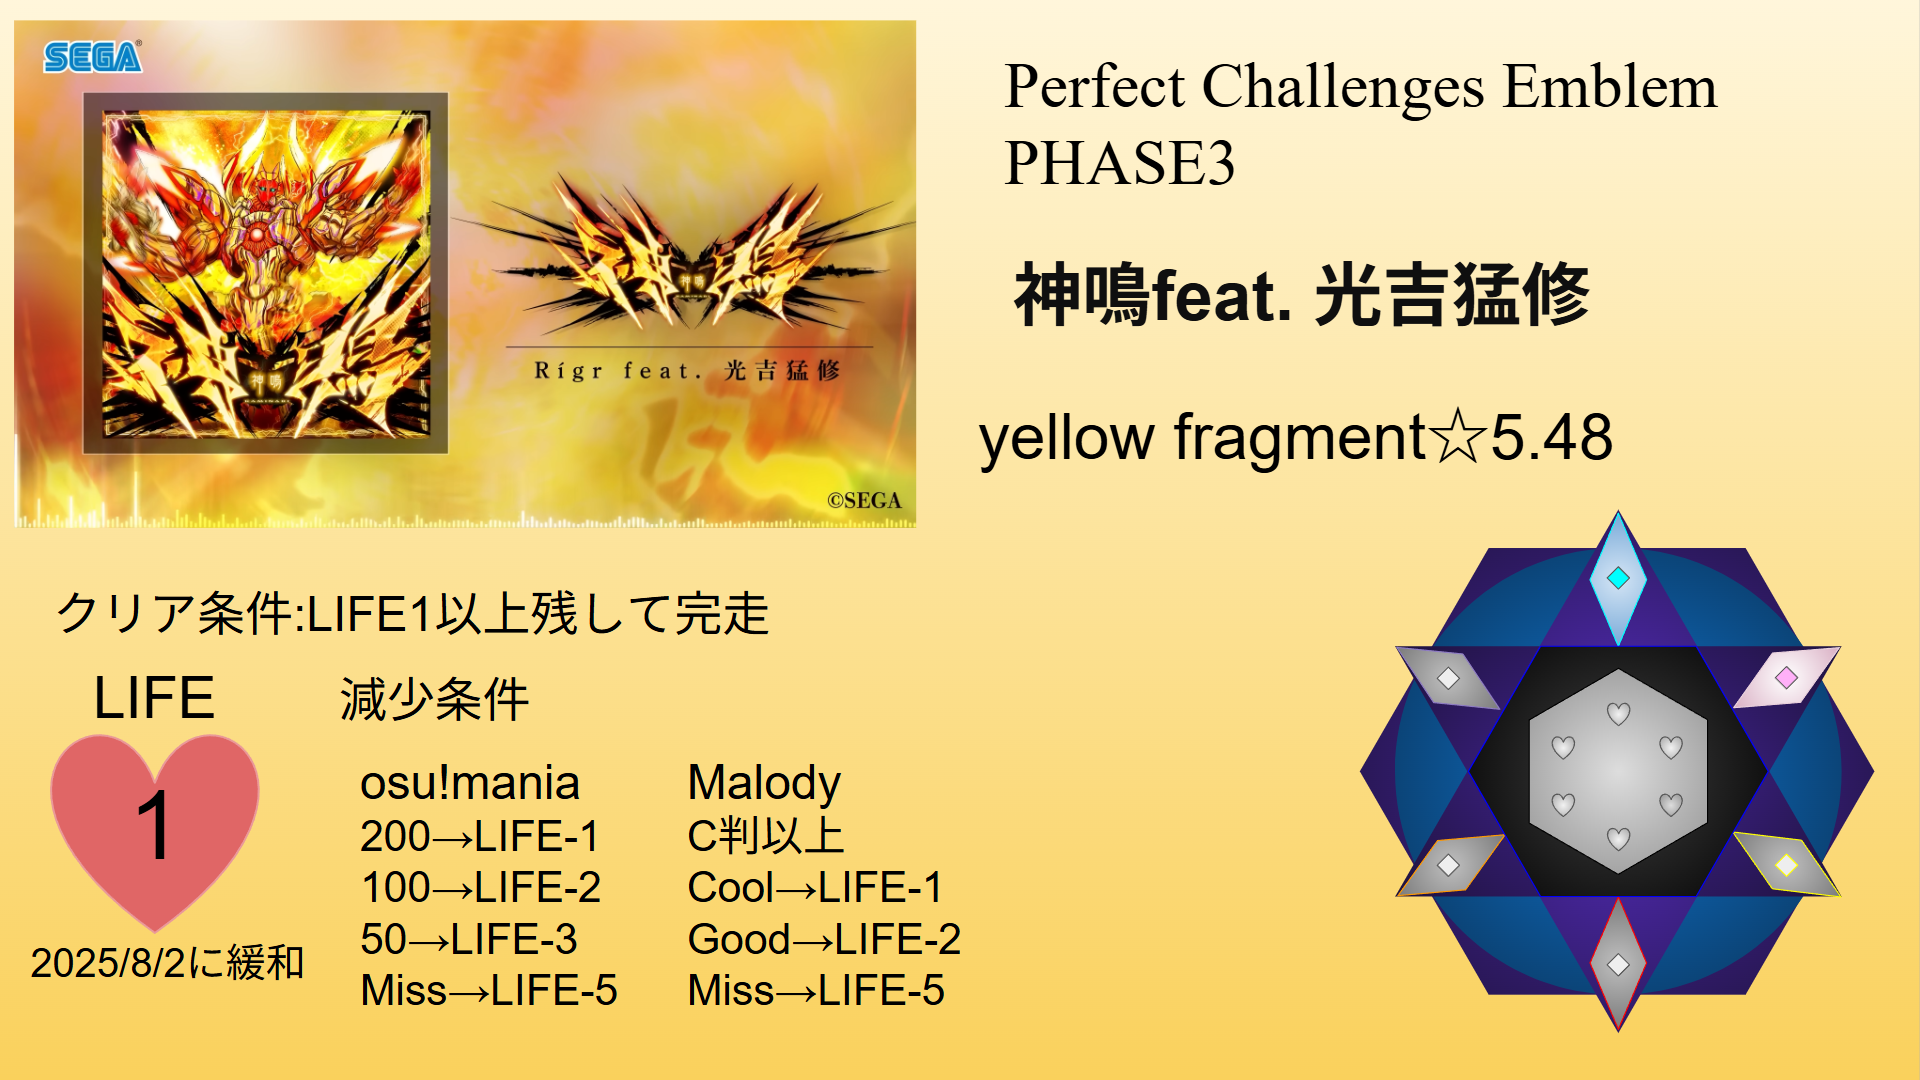 SEGA
神鳴
神鳴
Rígr feat. 光吉猛修
©SEGA
Perfect Challenges Emblem
PHASE3
神鳴feat. 光吉猛修
yellow fragment☆5.48
クリア条件:LIFE1以上残して完走
LIFE
1
2025/8/2に緩和
減少条件
osu!mania
200→LIFE-1
100→LIFE-2
50→LIFE-3
Miss→LIFE-5
Malody
C判以上
Cool→LIFE-1
Good→LIFE-2
Miss→LIFE-5